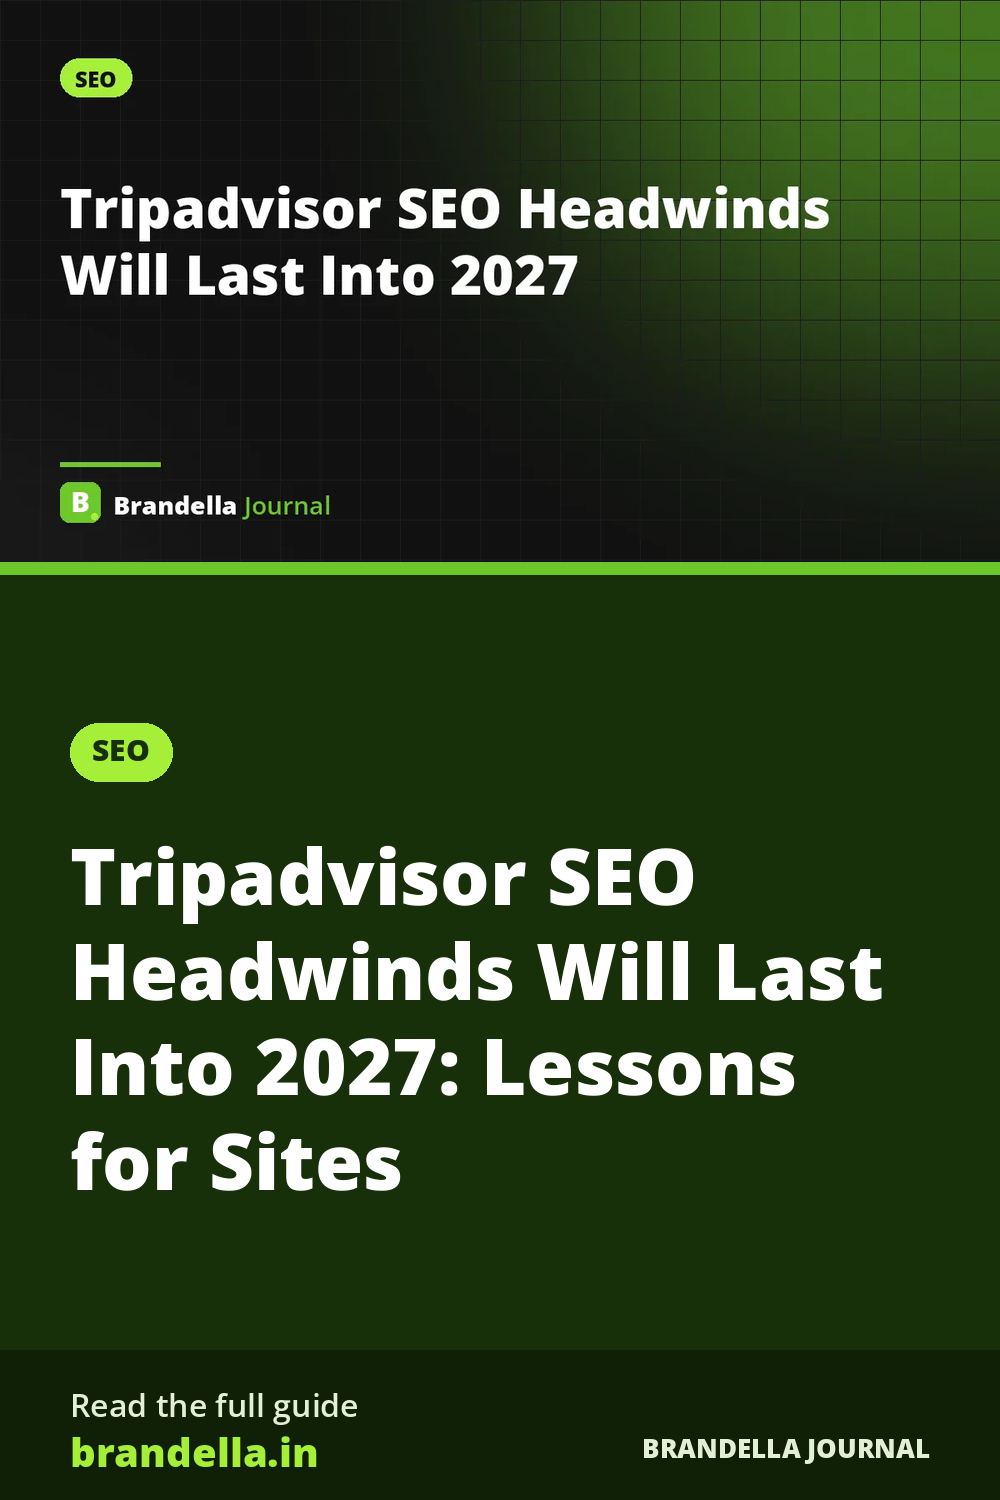 SEO
Tripadvisor SEO Headwinds
Will Last Into 2027
B
Brandella Journal
SEO
Tripadvisor SEO
Headwinds Will Last
Into 2027: Lessons
for Sites
Read the full guide
brandella.in
BRANDELLA JOURNAL